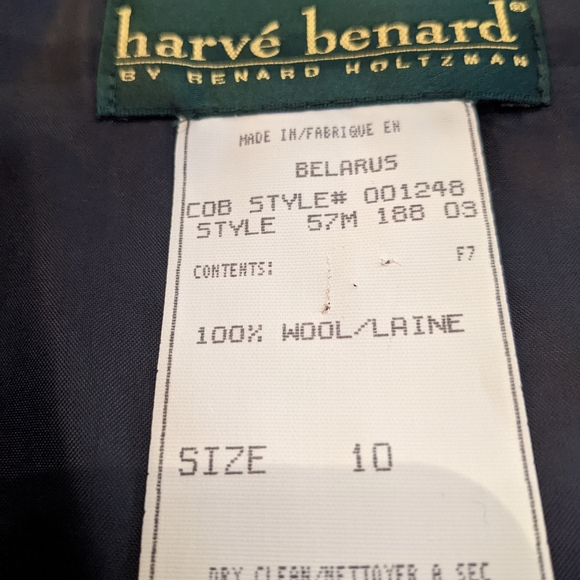 harvé benard®
BY BENARD HOLTZMAN
MADE IN/FABRIQUE EN
BELARUS
COB STYLE# 001248
STYLE 57M 188 03
CONTENTS: F7
100% WOOL/LAINE
SIZE 10
DRY CLEAN/NETTOYER A SEC